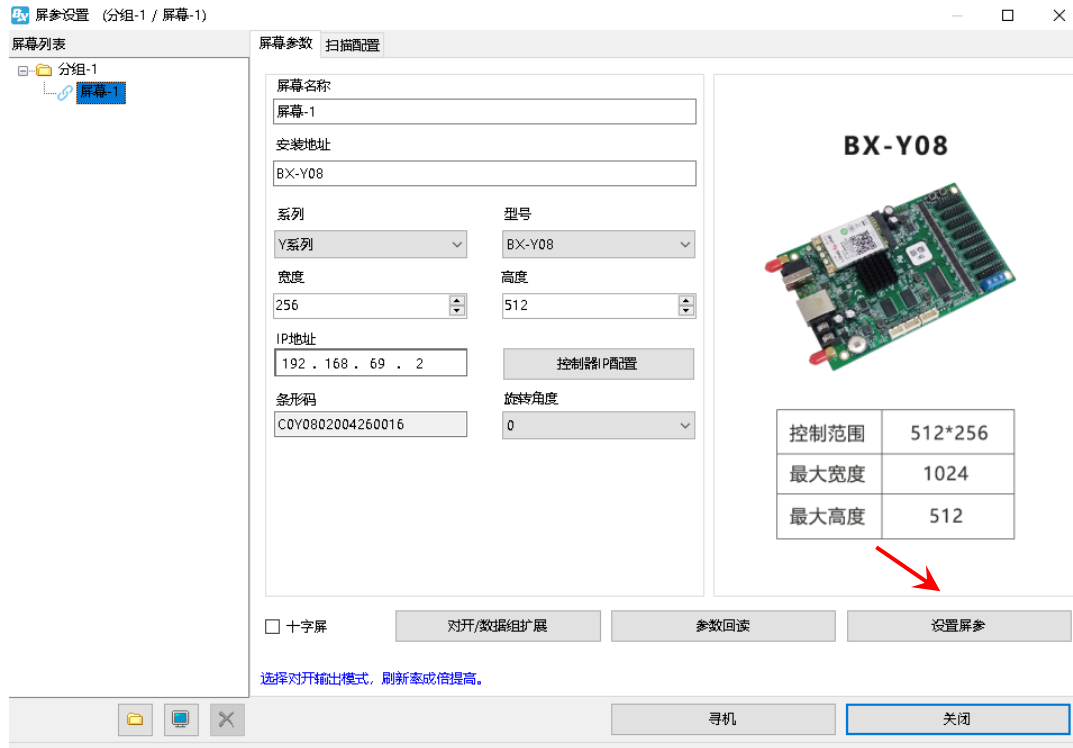 屏参设置 (分组-1 / 屏幕-1)
屏幕列表
屏幕参数 扫描配置
分组-1
屏幕-1
屏幕名称
屏幕-1
安装地址
BX-Y08
系列 型号
Y系列 BX-Y08
宽度 高度
256 512
IP地址
192 . 168 . 69 . 2 控制器IP配置
条形码 旋转角度
C0Y0802004260016 0
BX-Y08
控制范围 512*256
最大宽度 1024
最大高度 512
十字屏 对开/数据组扩展 参数回读 设置屏参
选择对开输出模式，刷新率成倍提高。
寻机 关闭